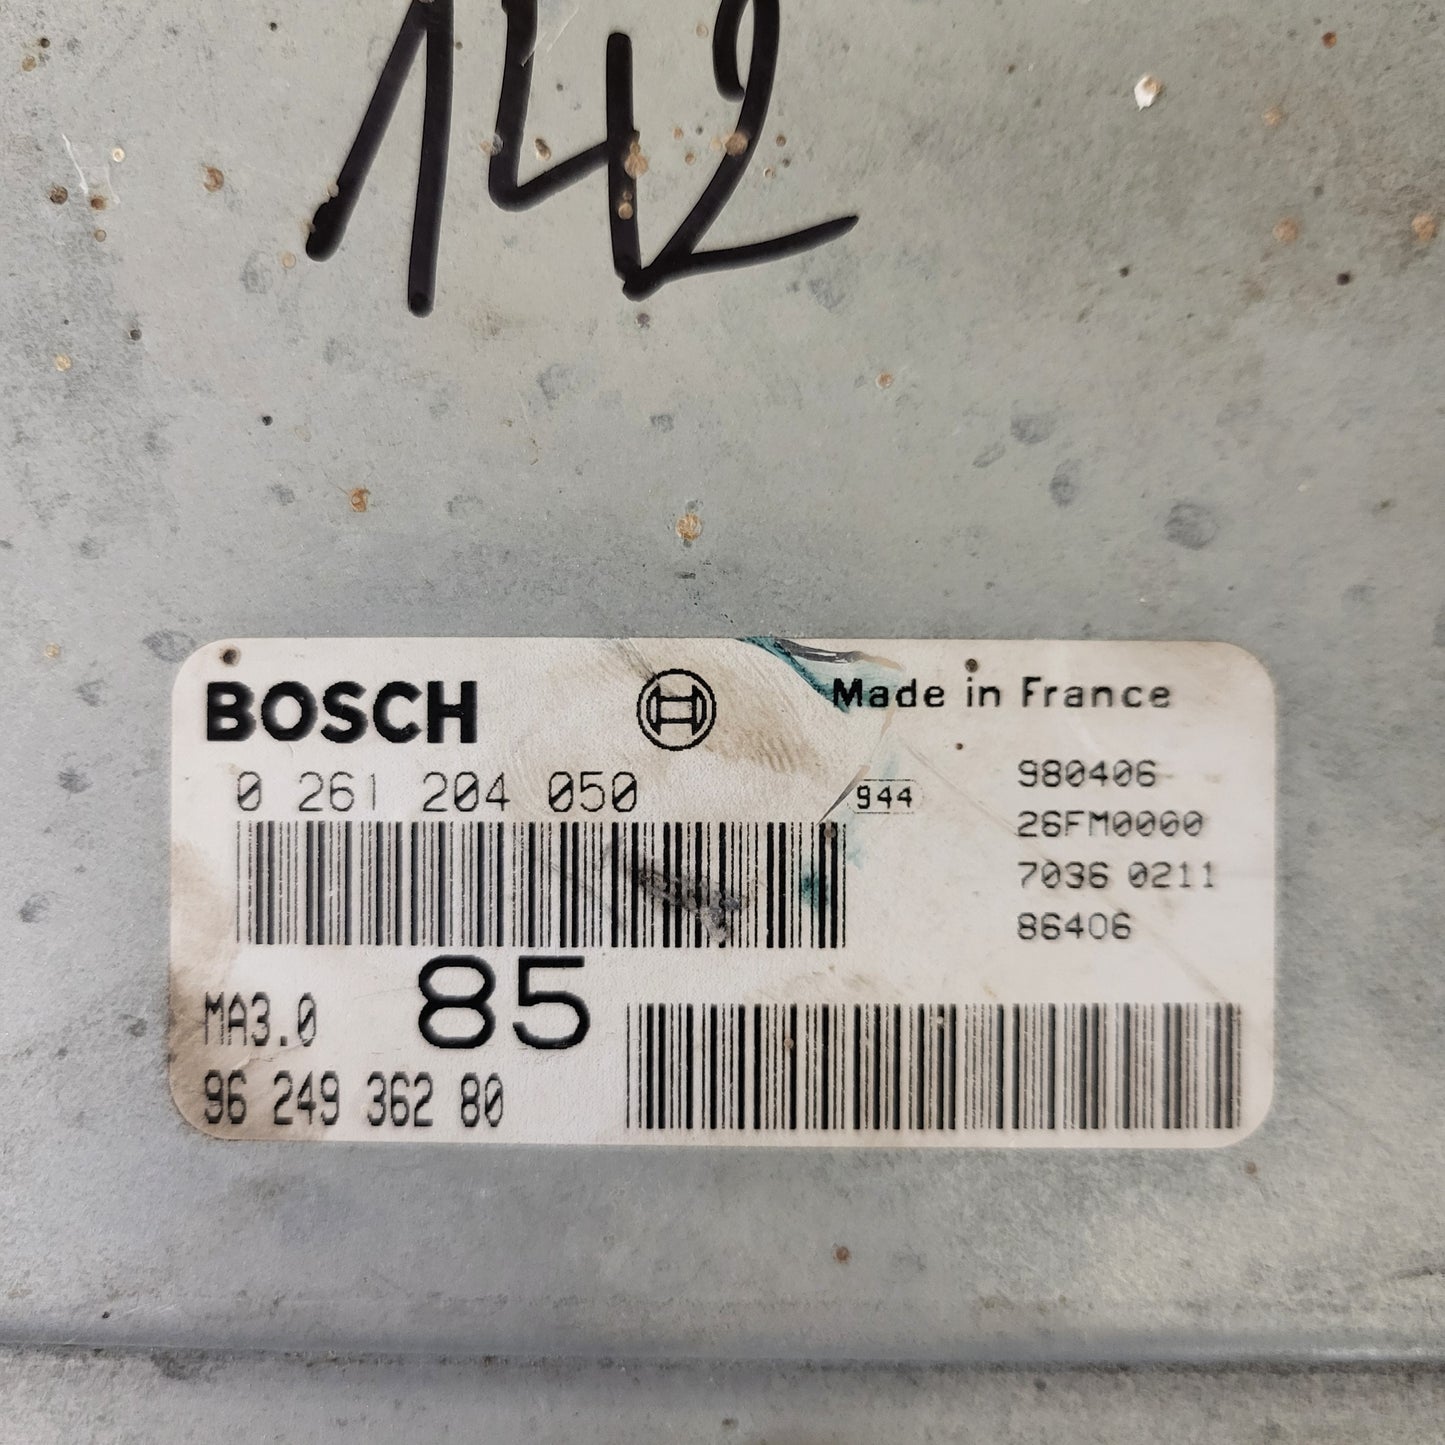 142
BOSCH
Made in France
0 261 204 050
944
980406
26FM0000
7036 0211
86406
MA3.0
85
96 249 362 80